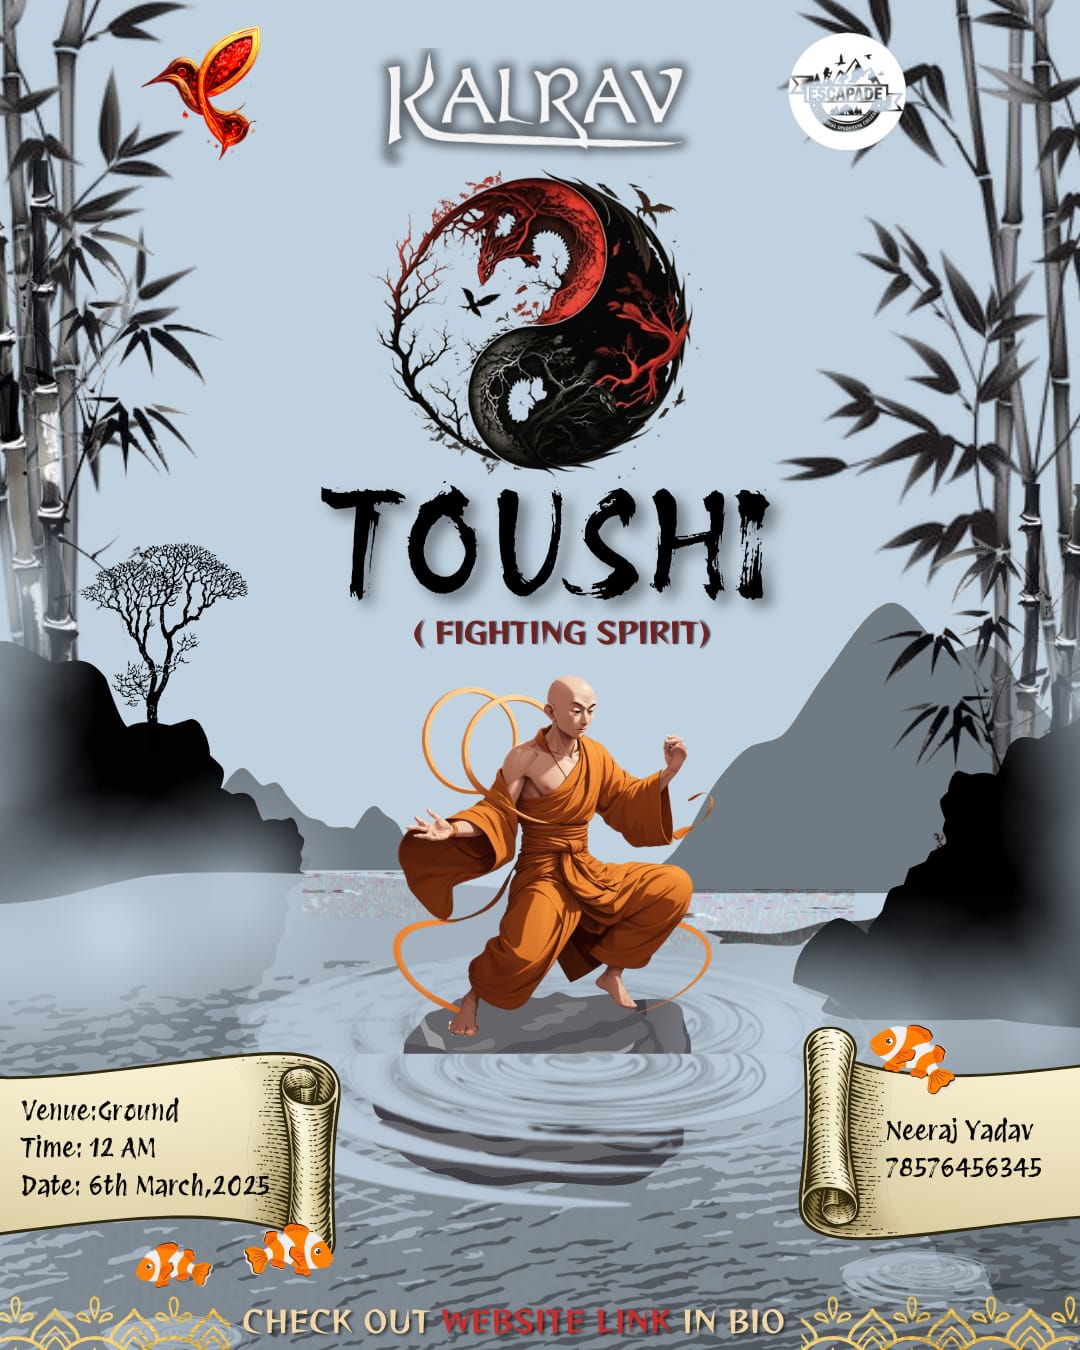 KALRAV
ESCAPADE
TOUSHI
( FIGHTING SPIRIT)
Venue:Ground
Time: 12 AM
Date: 6th March,2025
Neeraj Yadav
78576456345
CHECK OUT WEBSITE LINK IN BIO